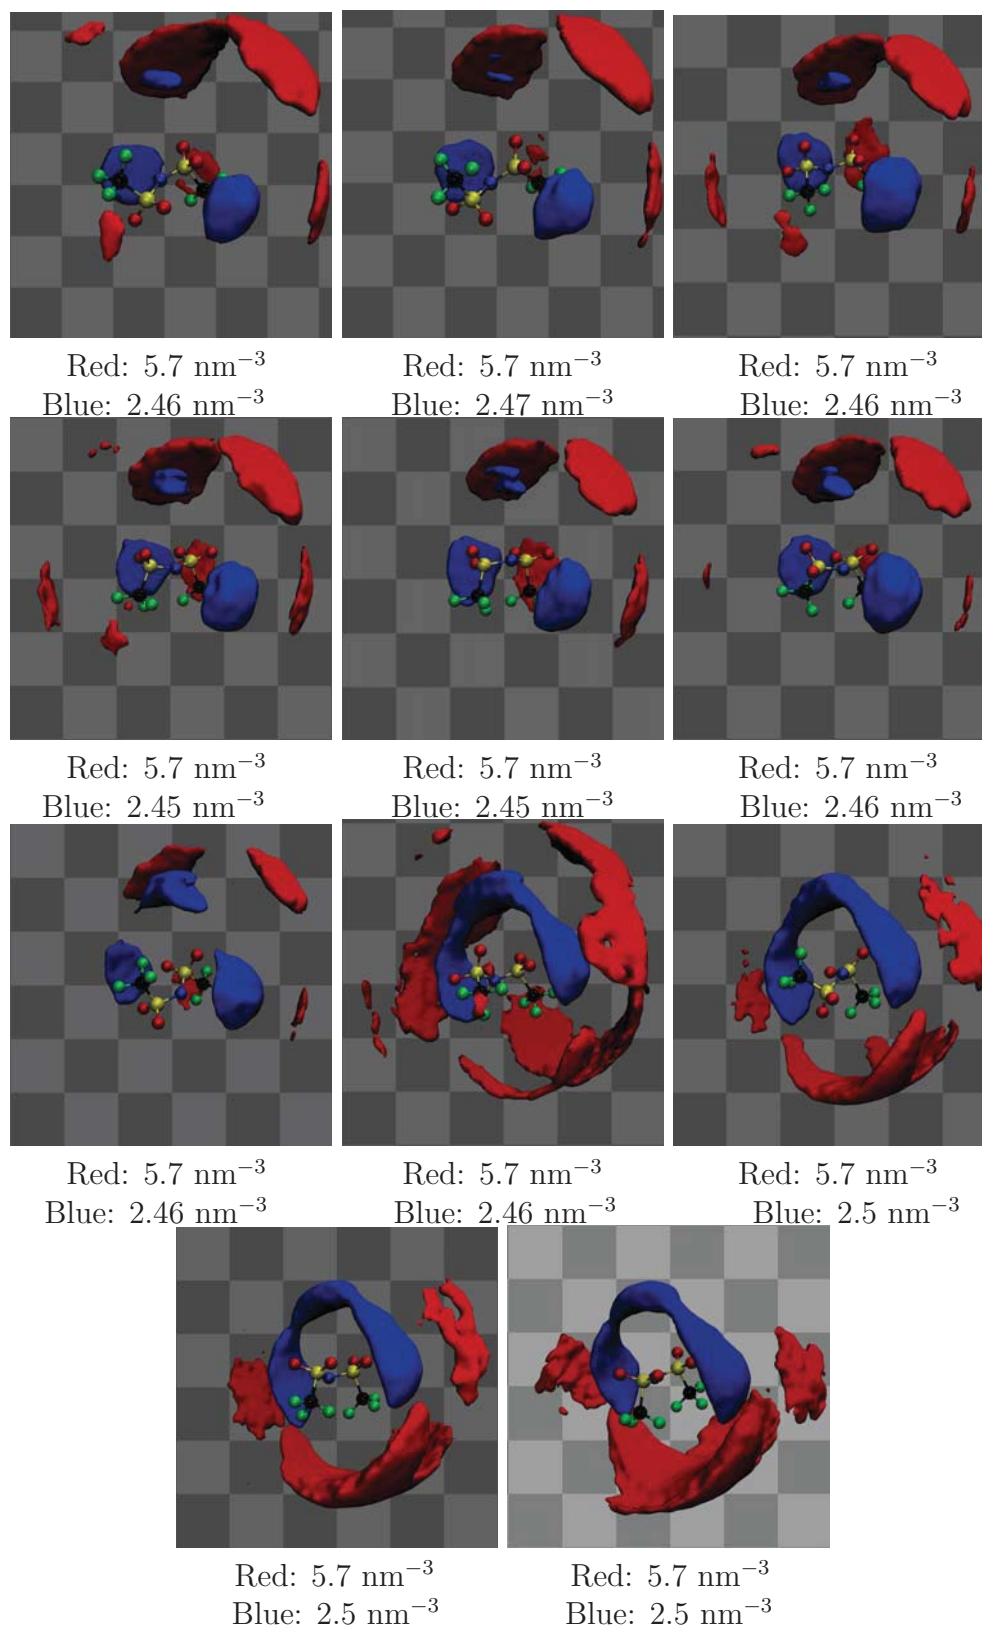 Red: 5.7 nm⁻³ Red: 5.7 nm⁻³ Red: 5.7 nm⁻³
Blue: 2.46 nm⁻³ Blue: 2.47 nm⁻³ Blue: 2.46 nm⁻³
Red: 5.7 nm⁻³ Red: 5.7 nm⁻³ Red: 5.7 nm⁻³
Blue: 2.45 nm⁻³ Blue: 2.45 nm⁻³ Blue: 2.46 nm⁻³
Red: 5.7 nm⁻³ Red: 5.7 nm⁻³ Red: 5.7 nm⁻³
Blue: 2.46 nm⁻³ Blue: 2.46 nm⁻³ Blue: 2.5 nm⁻³
Red: 5.7 nm⁻³ Red: 5.7 nm⁻³
Blue: 2.5 nm⁻³ Blue: 2.5 nm⁻³